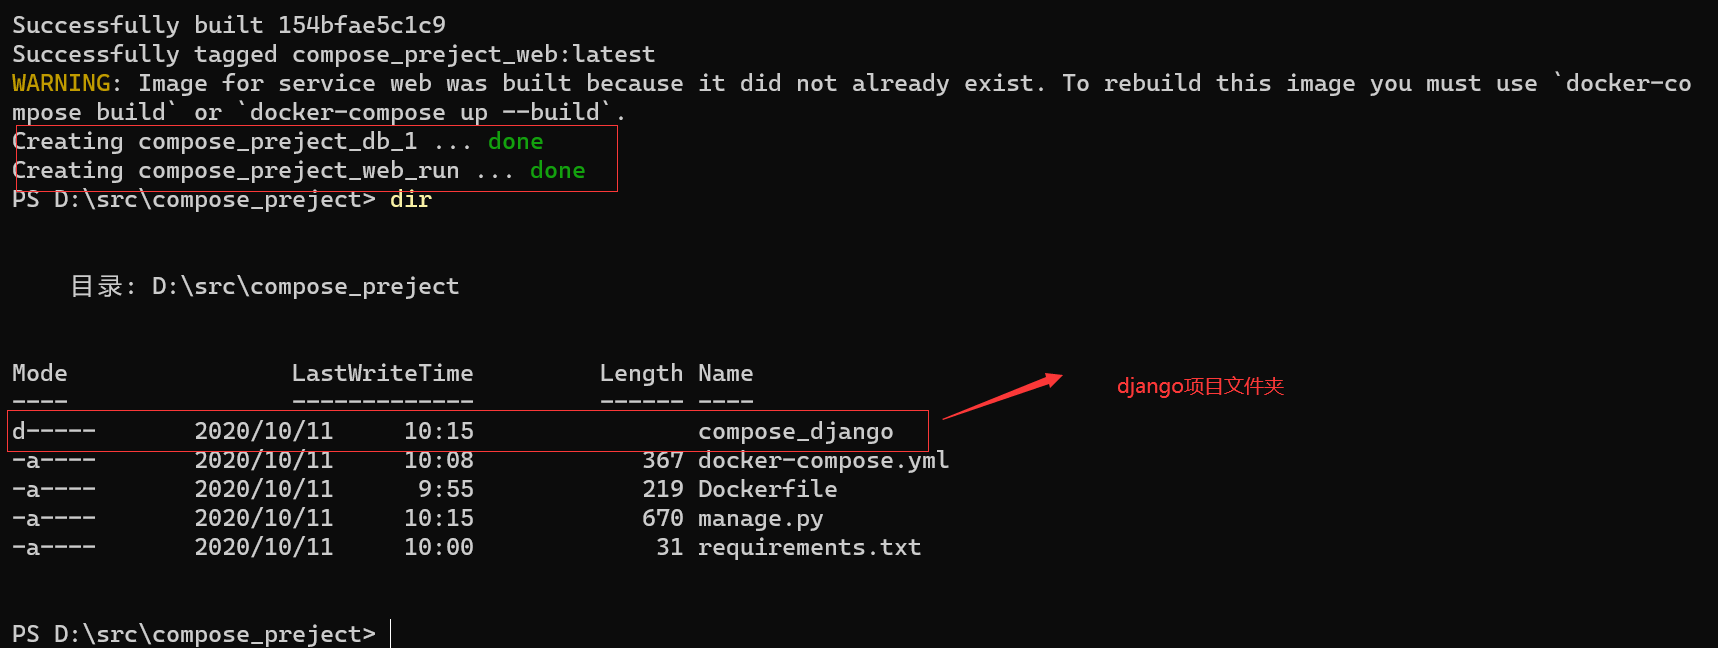 Successfully built 154bfae5c1c9
Successfully tagged compose_preject_web:latest
WARNING: Image for service web was built because it did not already exist. To rebuild this image you must use `docker-co
mpose build` or `docker-compose up --build`.
Creating compose_preject_db_1 ... done
Creating compose_preject_web_run ... done
PS D:\src\compose_preject> dir
目录: D:\src\compose_preject
Mode LastWriteTime Length Name
---- ------------- ------ ----
d----- 2020/10/11 10:15 compose_django
django项目文件夹
-a---- 2020/10/11 10:08 367 docker-compose.yml
-a---- 2020/10/11 9:55 219 Dockerfile
-a---- 2020/10/11 10:15 670 manage.py
-a---- 2020/10/11 10:00 31 requirements.txt
PS D:\src\compose_preject>